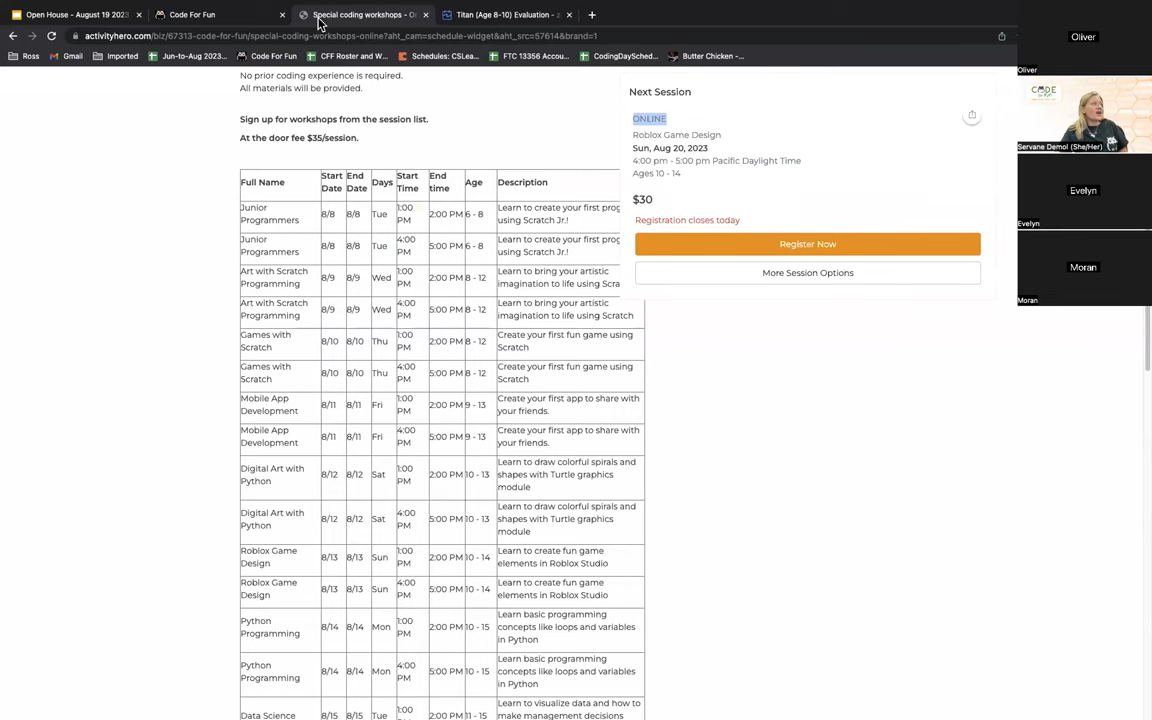 Open House - August 19 2023
Code For Fun
Special coding workshops - On
Titan (Age 8-10) Evaluation - z
activityhero.com/biz/67313-code-for-fun/special-coding-workshops-online?aht_cam=schedule-widget&aht_src=57614&brand=1
Ross
Imported
Jun-to-Aug 2023...
Code For Fun
CFF Roster and W...
Schedules: CSLea...
FTC 13356 Accou...
CodingDaySched...
Butter Chicken -...
No prior coding experience is required.
All materials will be provided.
Sign up for workshops from the session list.
At the door fee $35/session.
Full Name Start Date End Date Days Start Time End time Age Description
Junior Programmers 8/8 8/8 Tue 1:00 PM 2:00 PM 6 - 8 Learn to create your first prog using Scratch Jr.!
Junior Programmers 8/8 8/8 Tue 4:00 PM 5:00 PM 6 - 8 Learn to create your first prog using Scratch Jr.!
Art with Scratch Programming 8/9 8/9 Wed 1:00 PM 2:00 PM 8 - 12 Learn to bring your artistic imagination to life using Scra
Art with Scratch Programming 8/9 8/9 Wed 4:00 PM 5:00 PM 8 - 12 Learn to bring your artistic imagination to life using Scratch
Games with Scratch 8/10 8/10 Thu 1:00 PM 2:00 PM 8 - 12 Create your first fun game using Scratch
Games with Scratch 8/10 8/10 Thu 4:00 PM 5:00 PM 8 - 12 Create your first fun game using Scratch
Mobile App Development 8/11 8/11 Fri 1:00 PM 2:00 PM 9 - 13 Create your first app to share with your friends.
Mobile App Development 8/11 8/11 Fri 4:00 PM 5:00 PM 9 - 13 Create your first app to share with your friends.
Digital Art with Python 8/12 8/12 Sat 1:00 PM 2:00 PM 10 - 13 Learn to draw colorful spirals and shapes with Turtle graphics module
Digital Art with Python 8/12 8/12 Sat 4:00 PM 5:00 PM 10 - 13 Learn to draw colorful spirals and shapes with Turtle graphics module
Roblox Game Design 8/13 8/13 Sun 1:00 PM 2:00 PM 10 - 14 Learn to create fun game elements in Roblox Studio
Roblox Game Design 8/13 8/13 Sun 4:00 PM 5:00 PM 10 - 14 Learn to create fun game elements in Roblox Studio
Python Programming 8/14 8/14 Mon 1:00 PM 2:00 PM 10 - 15 Learn basic programming concepts like loops and variables in Python
Python Programming 8/14 8/14 Mon 4:00 PM 5:00 PM 10 - 15 Learn basic programming concepts like loops and variables in Python
Data Science 8/15 8/15 Tue 1:00 PM 2:00 PM 11 - 15 Learn to visualize data and how to make management decisions
Next Session
ONLINE
Roblox Game Design
Sun, Aug 20, 2023
4:00 pm - 5:00 pm Pacific Daylight Time
Ages 10 - 14
$30
Registration closes today
Register Now
More Session Options
Oliver
Oliver
CODE for FUN
Servane Demol (She/Her)
Evelyn
Evelyn
Moran
Moran